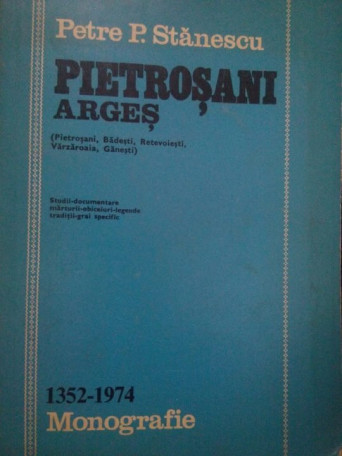 Petre P. Stănescu
PIETROȘANI
ARGEȘ
(Pietroșani, Bădești, Retevoiești,
Vărzăroaia, Gănești)
Studii-documentare
mărturii-obiceiuri-legende
tradiții-grai specific
1352-1974
Monografie